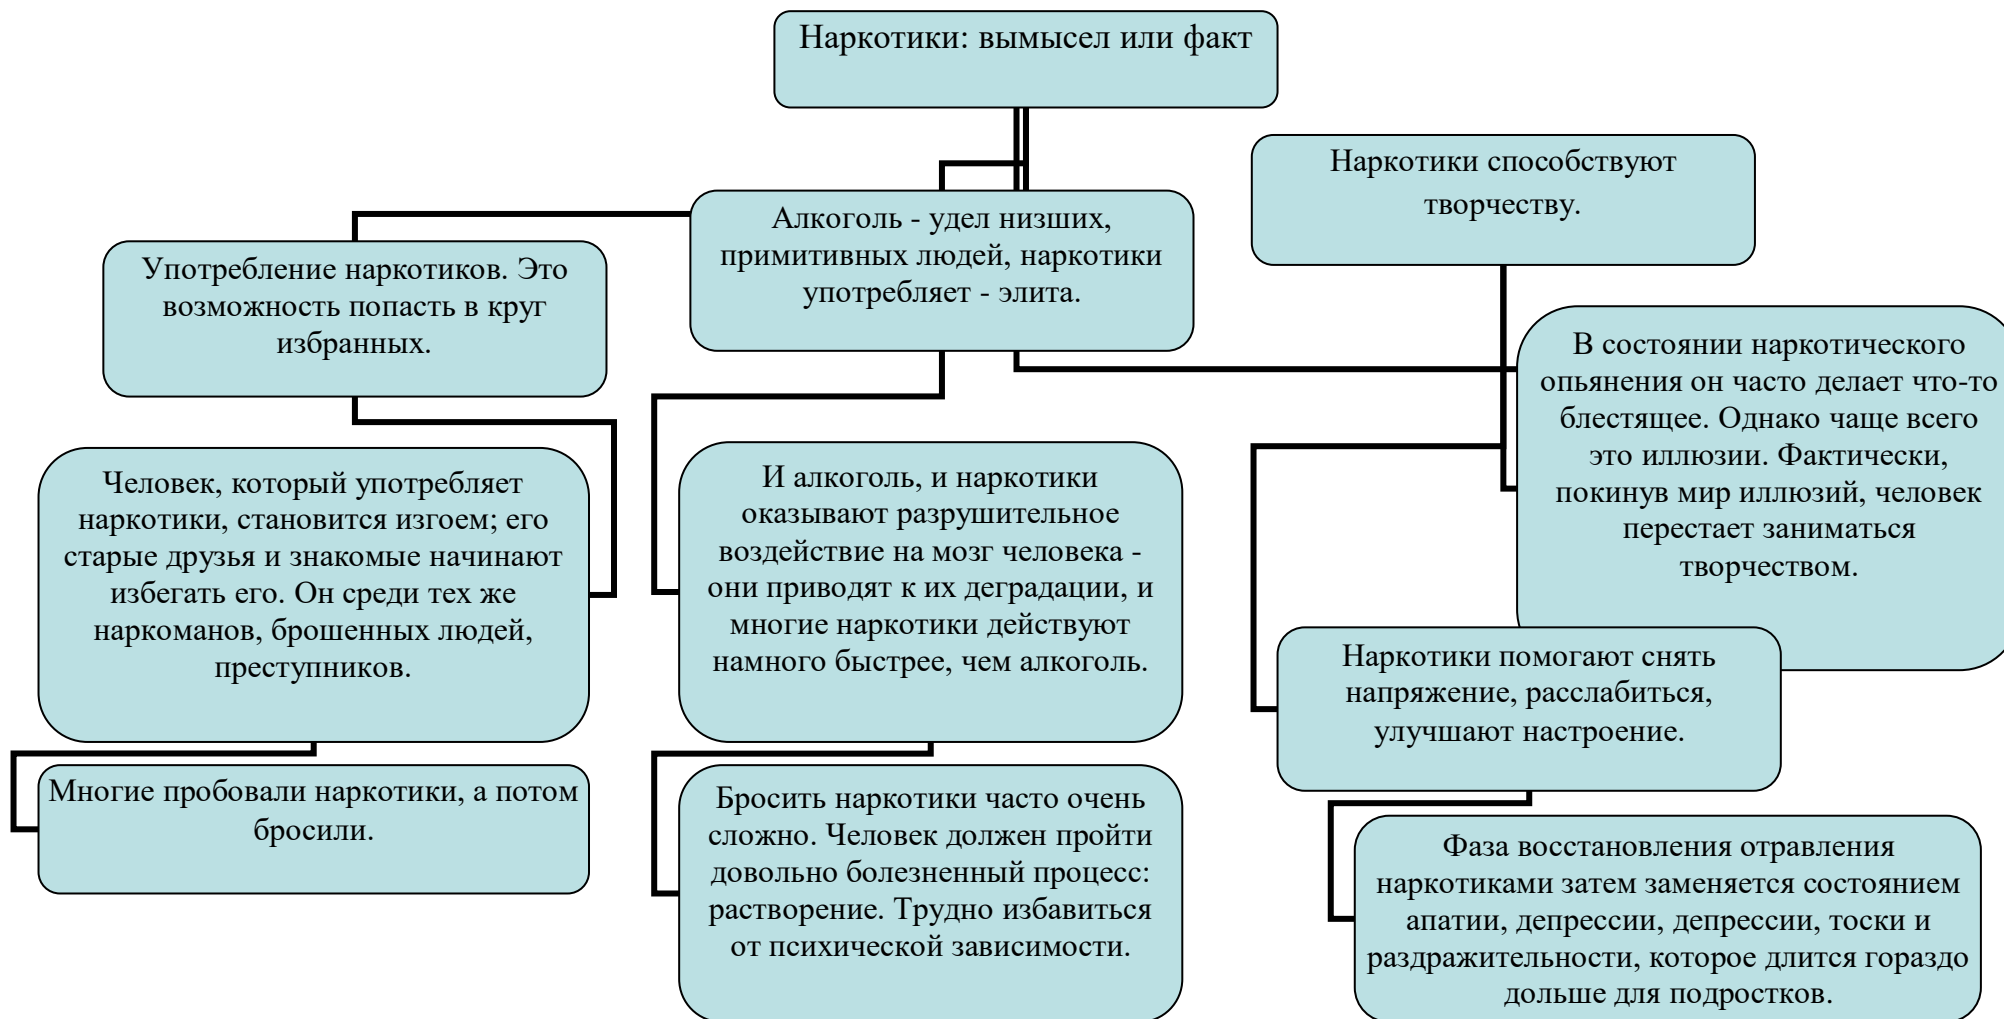 Наркотики: вымысел или факт
Употребление наркотиков. Это
возможность попасть в круг
избранных.
Алкоголь - удел низших,
примитивных людей, наркотики
употребляет - элита.
Наркотики способствуют
творчеству.
В состоянии наркотического
опьянения он часто делает что-то
блестящее. Однако чаще всего
это иллюзии. Фактически,
покинув мир иллюзий, человек
перестает заниматься
творчеством.
Человек, который употребляет
наркотики, становится изгоем; его
старые друзья и знакомые начинают
избегать его. Он среди тех же
наркоманов, брошенных людей,
преступников.
И алкоголь, и наркотики
оказывают разрушительное
воздействие на мозг человека -
они приводят к их деградации, и
многие наркотики действуют
намного быстрее, чем алкоголь.
Наркотики помогают снять
напряжение, расслабиться,
улучшают настроение.
Многие пробовали наркотики, а потом
бросили.
Бросить наркотики часто очень
сложно. Человек должен пройти
довольно болезненный процесс:
растворение. Трудно избавиться
от психической зависимости.
Фаза восстановления отравления
наркотиками затем заменяется состоянием
апатии, депрессии, депрессии, тоски и
раздражительности, которое длится гораздо
дольше для подростков.